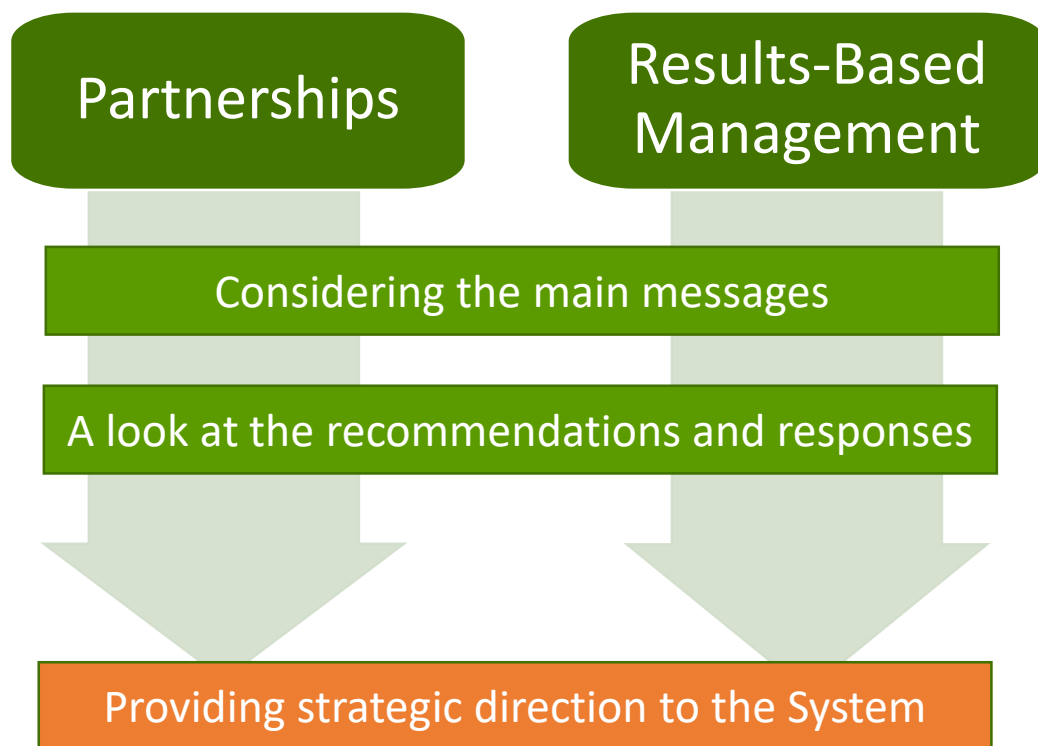 Partnerships
Results-Based
Management
Considering the main messages
A look at the recommendations and responses
Providing strategic direction to the System